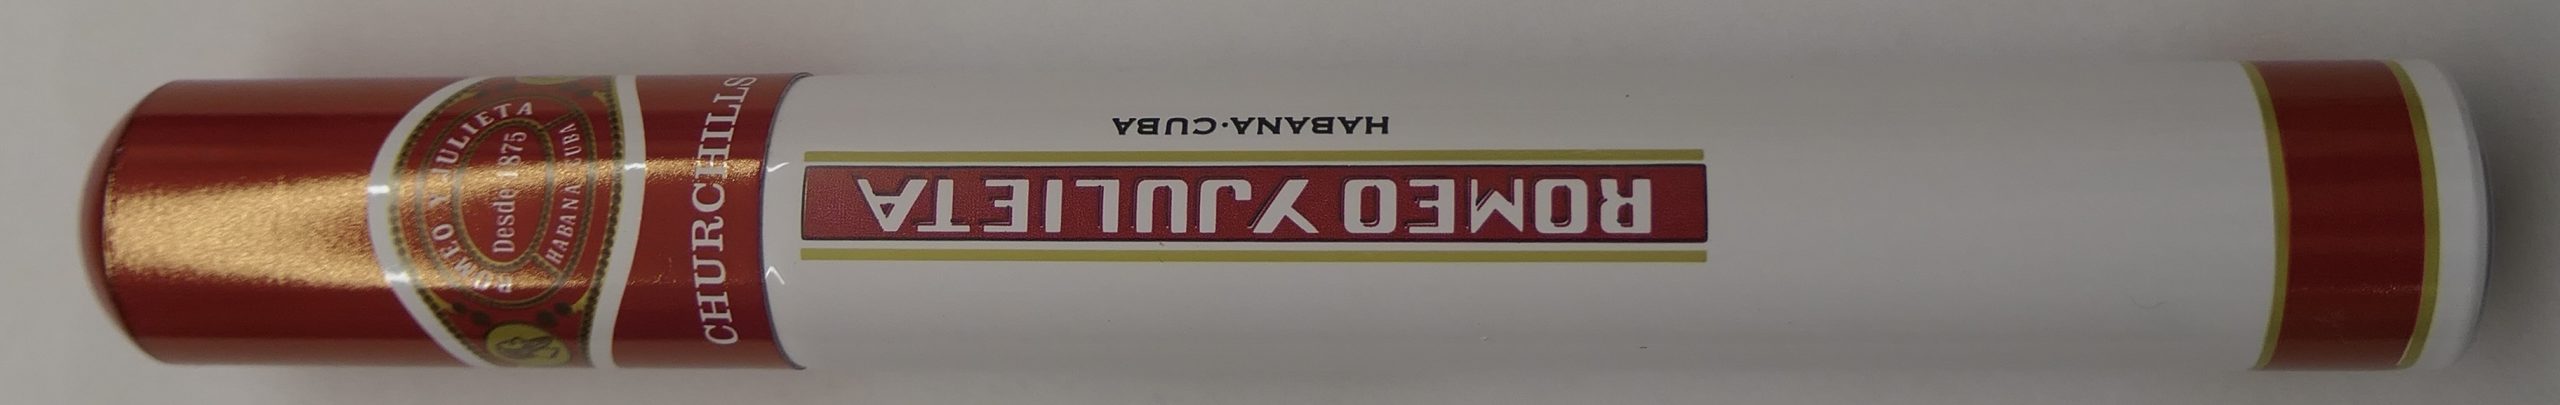 ROMEO Y JULIETA
HABANA·CUBA
CHURCHILLS
ROMEO Y JULIETA
Desde 1875
HABANA CUBA